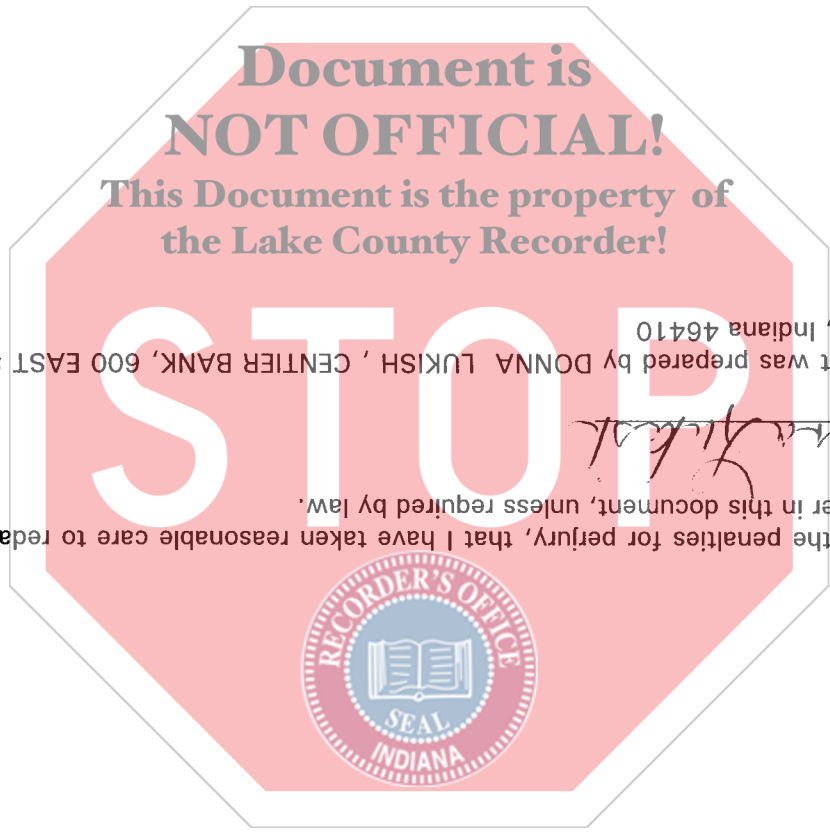 Document is
NOT OFFICIAL!
This Document is the property of
the Lake County Recorder!
STOP
the penalties for perjury, that I have taken reasonable care to reda
er in this document, unless required by law.
t was prepared by DONNA LUKISH , CENTIER BANK, 600 EAST
, Indiana 46410
RECORDER'S OFFICE
SEAL
INDIANA